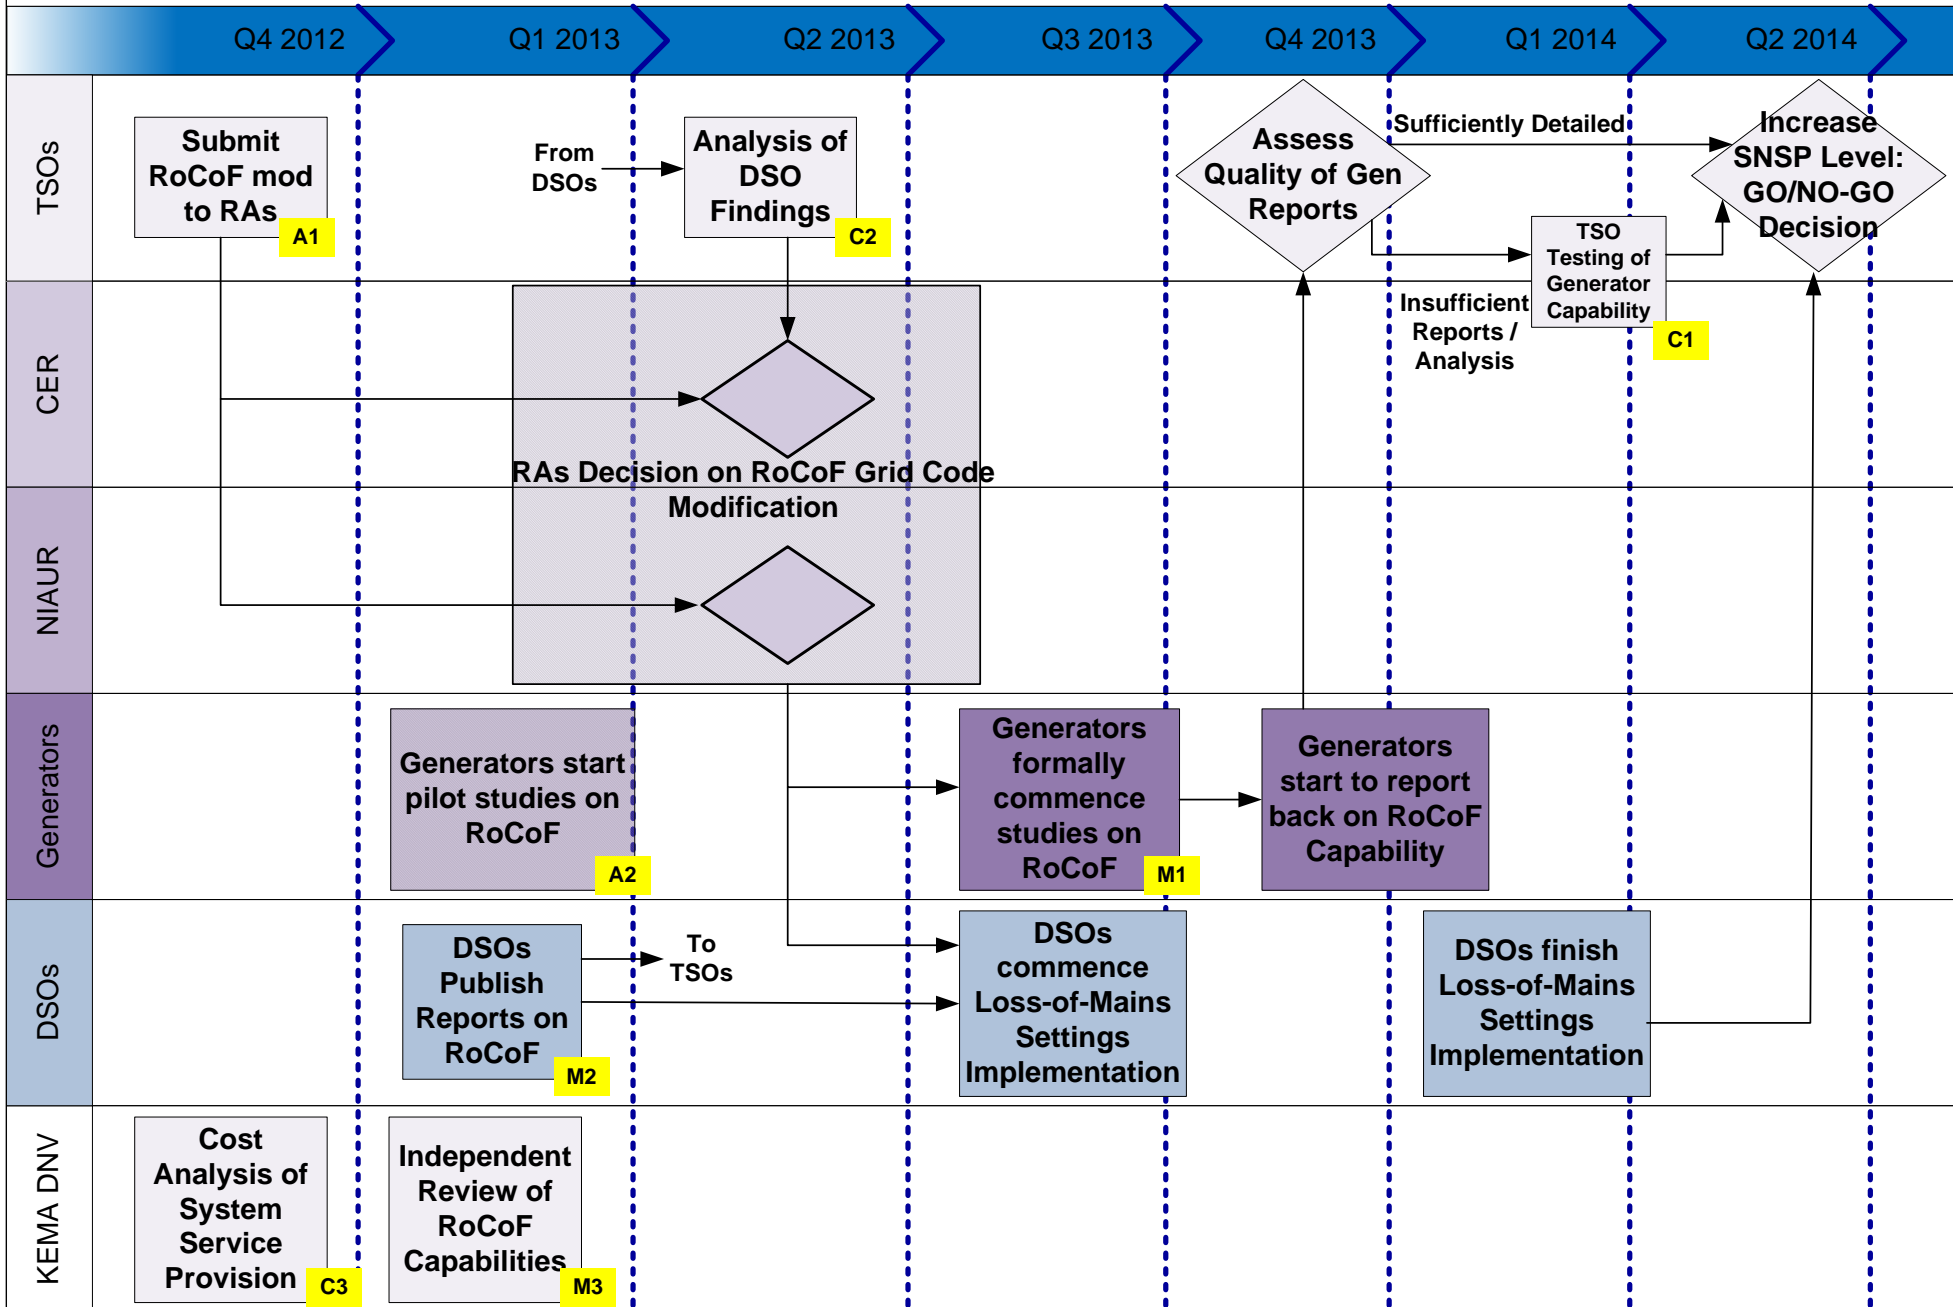 Q4 2012
Q1 2013
Q2 2013
Q3 2013
Q4 2013
Q1 2014
Q2 2014
TSOs
Submit
RoCoF mod
to RAs
A1
From
DSOs
Analysis of
DSO
Findings
C2
Assess
Quality of Gen
Reports
Sufficiently Detailed
Insufficient
Reports /
Analysis
TSO
Testing of
Generator
Capability
C1
Increase
SNSP Level:
GO/NO-GO
Decision
CER
RAs Decision on RoCoF Grid Code
Modification
NIAUR
Generators
Generators start
pilot studies on
RoCoF
A2
Generators
formally
commence
studies on
RoCoF
M1
Generators
start to report
back on RoCoF
Capability
DSOs
DSOs
Publish
Reports on
RoCoF
M2
To
TSOs
DSOs
commence
Loss-of-Mains
Settings
Implementation
DSOs finish
Loss-of-Mains
Settings
Implementation
KEMA DNV
Cost
Analysis of
System
Service
Provision
C3
Independent
Review of
RoCoF
Capabilities
M3